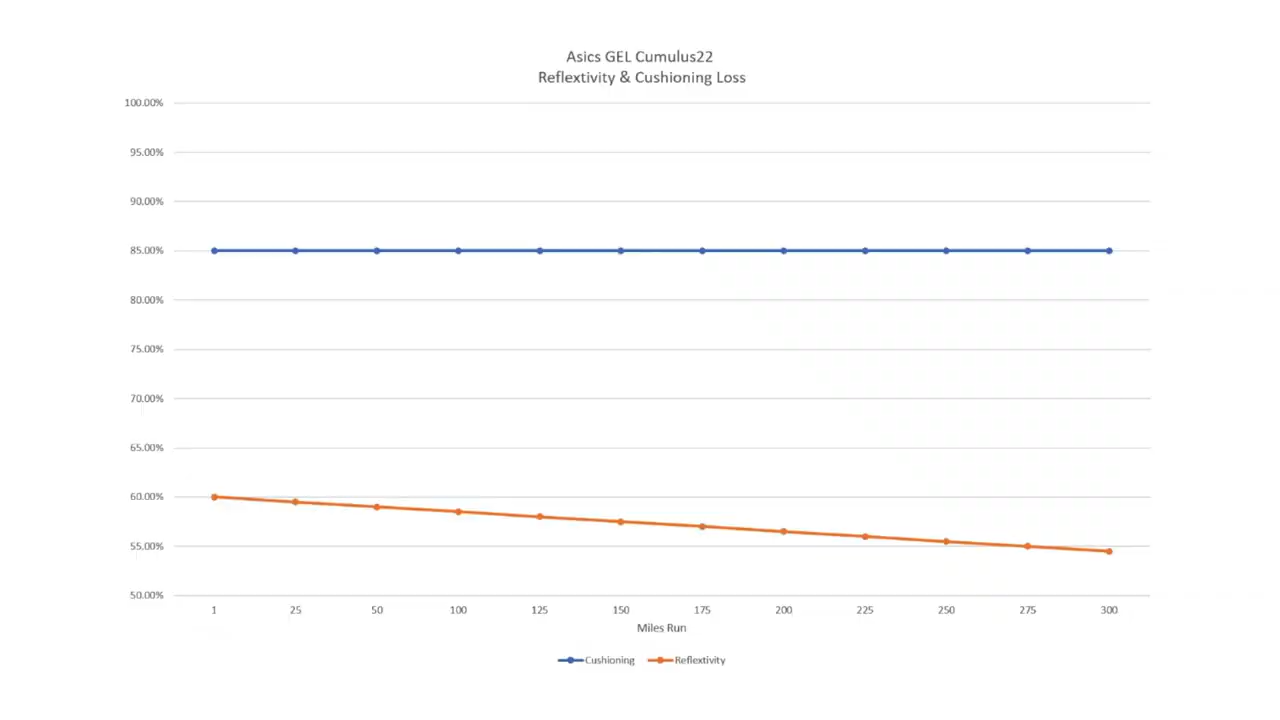 Asics GEL Cumulus22
Reflextivity & Cushioning Loss
100.00%
95.00%
90.00%
85.00%
80.00%
75.00%
70.00%
65.00%
60.00%
55.00%
50.00%
1 25 50 100 125 150 175 200 225 250 275 300
Miles Run
Cushioning Reflextivity